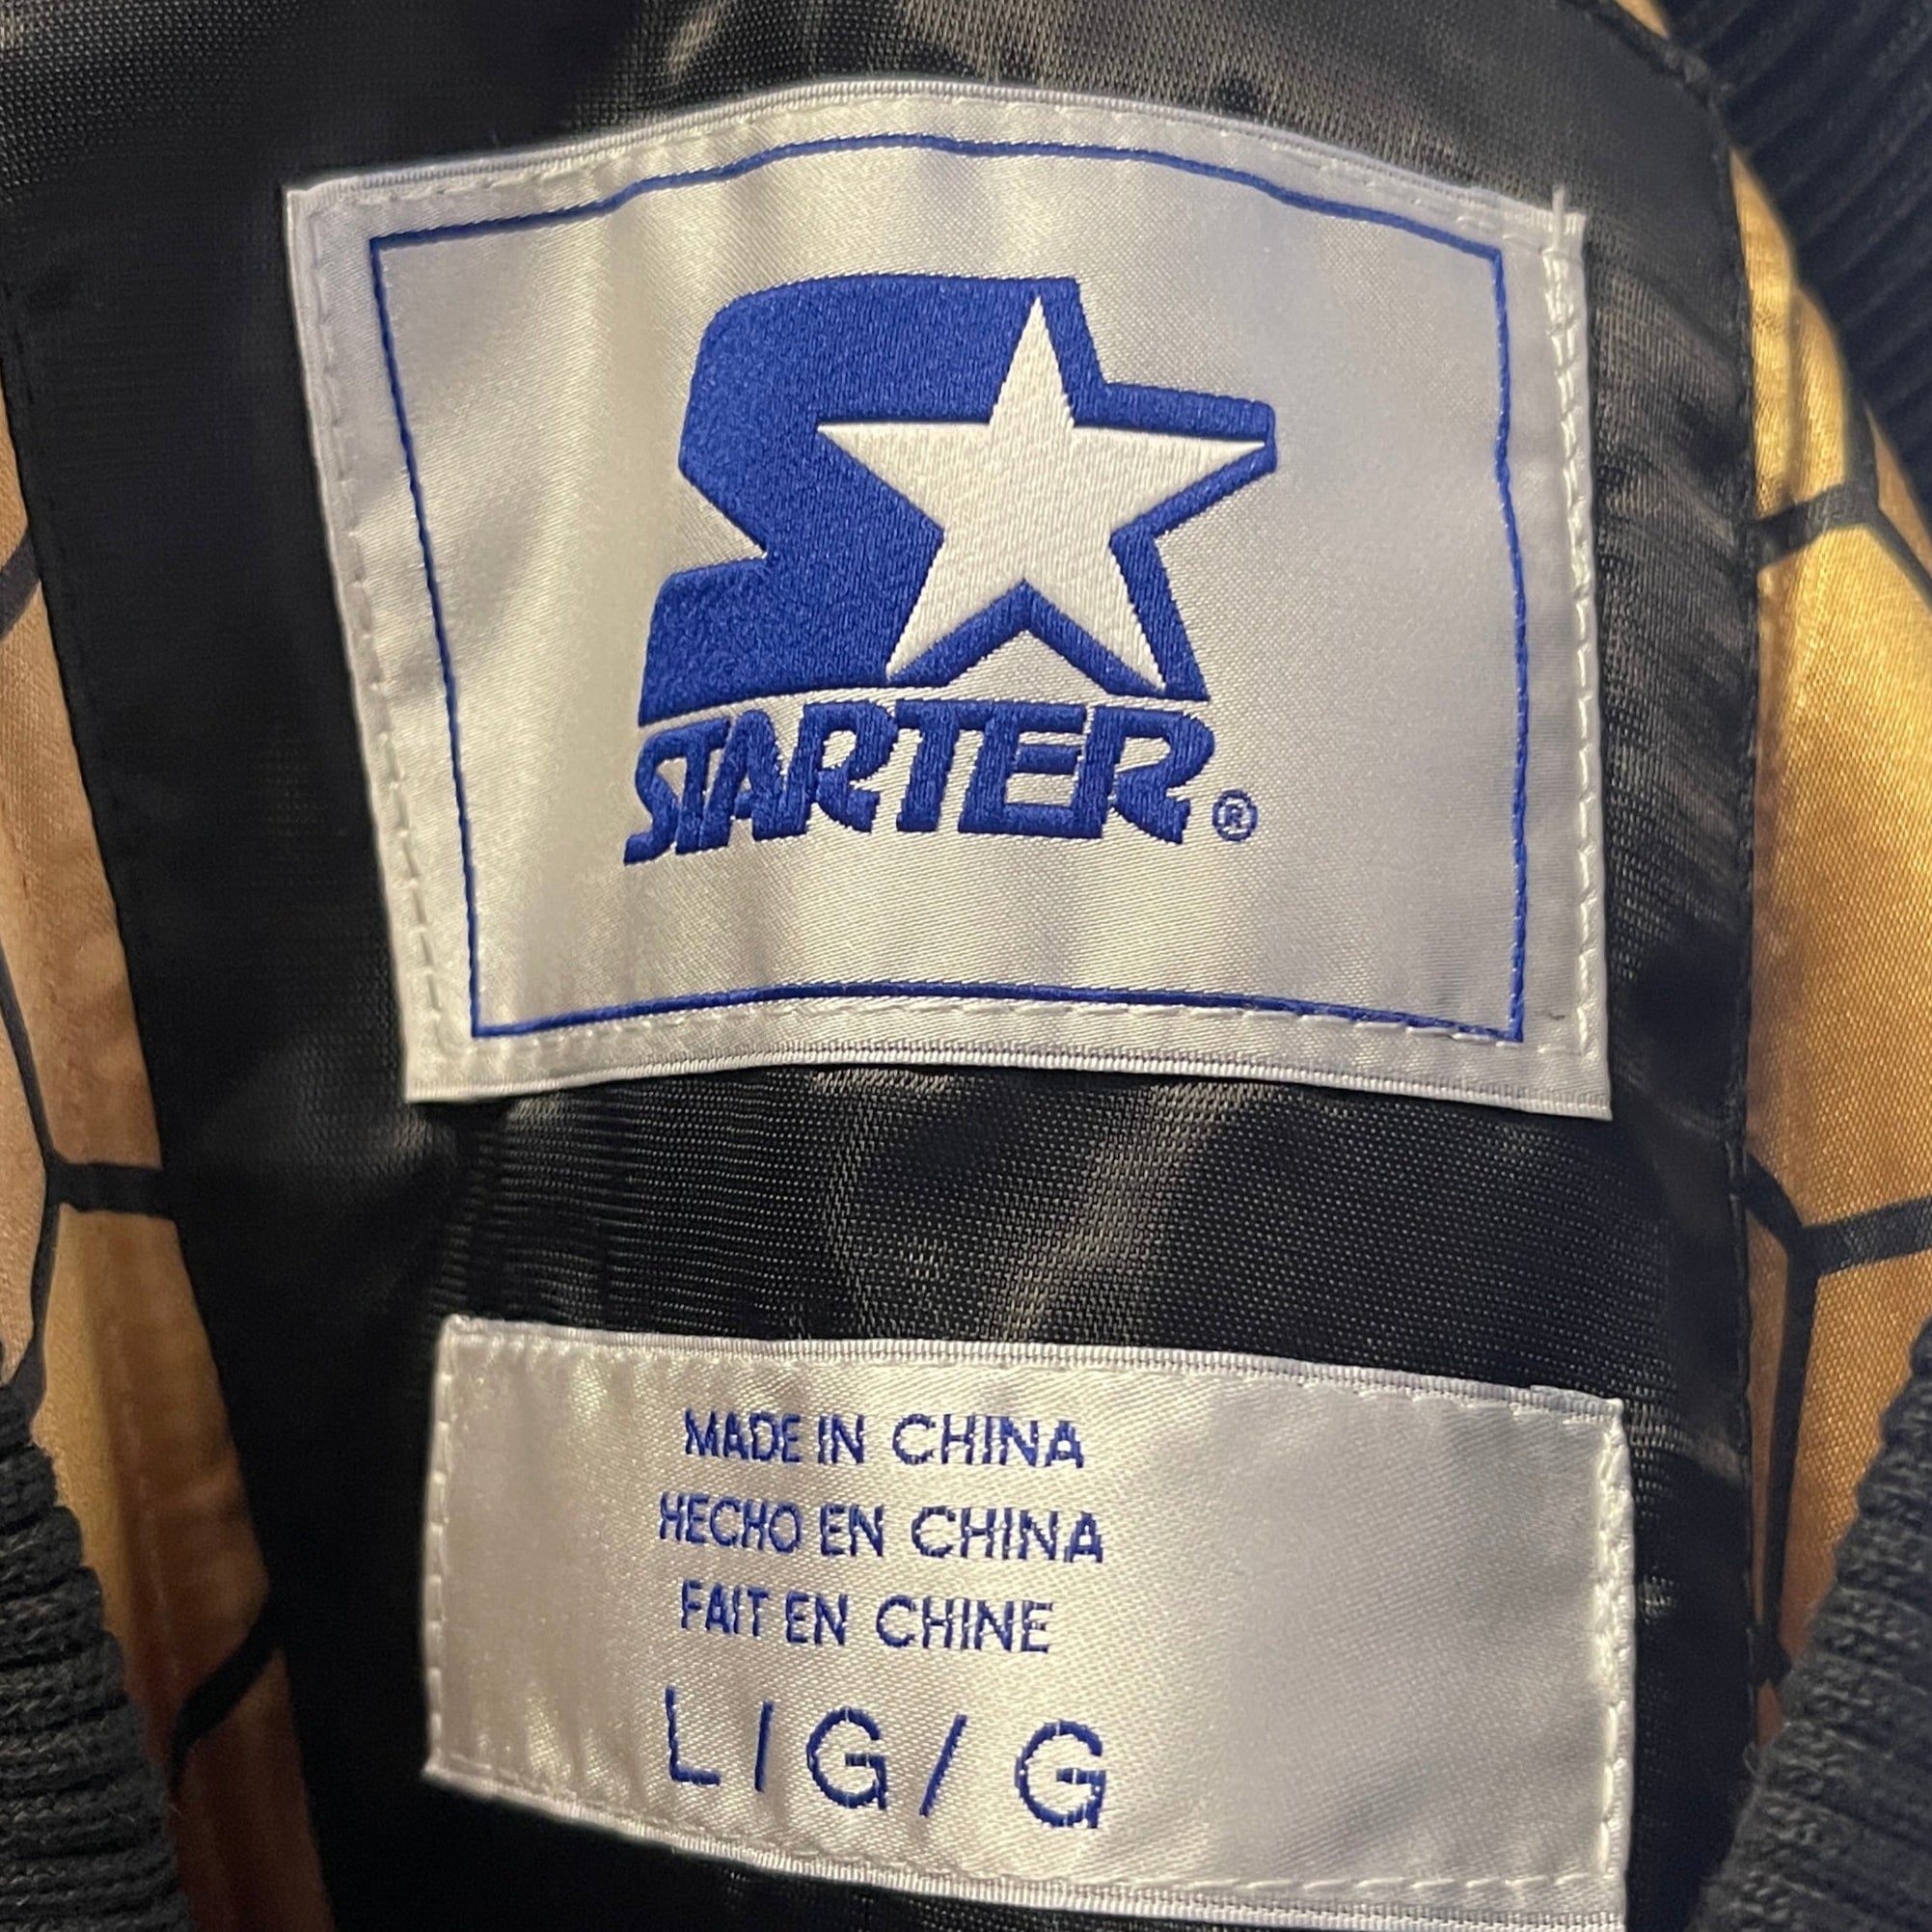 STARTER®
MADE IN CHINA
HECHO EN CHINA
FAIT EN CHINE
L/G/G